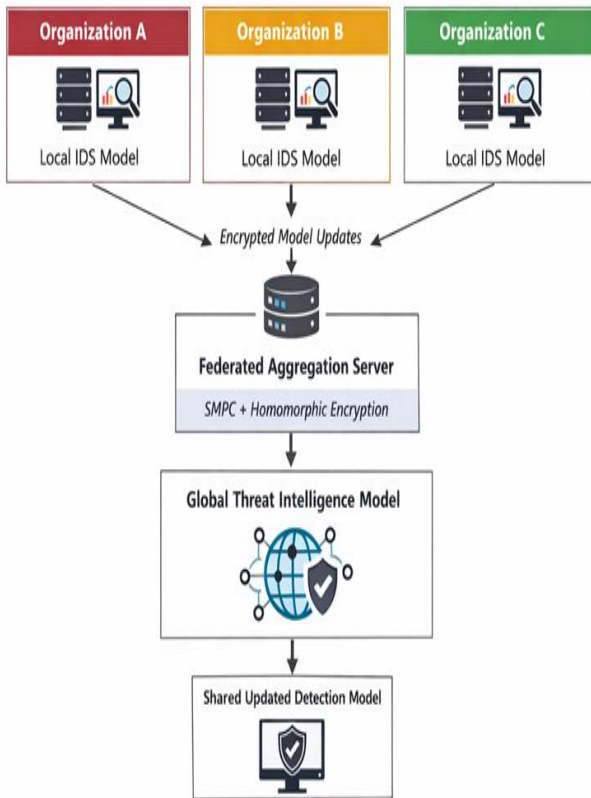 Organization A
Organization B
Organization C
Local IDS Model
Local IDS Model
Local IDS Model
Encrypted Model Updates
Federated Aggregation Server
SMPC + Homomorphic Encryption
Global Threat Intelligence Model
Shared Updated Detection Model